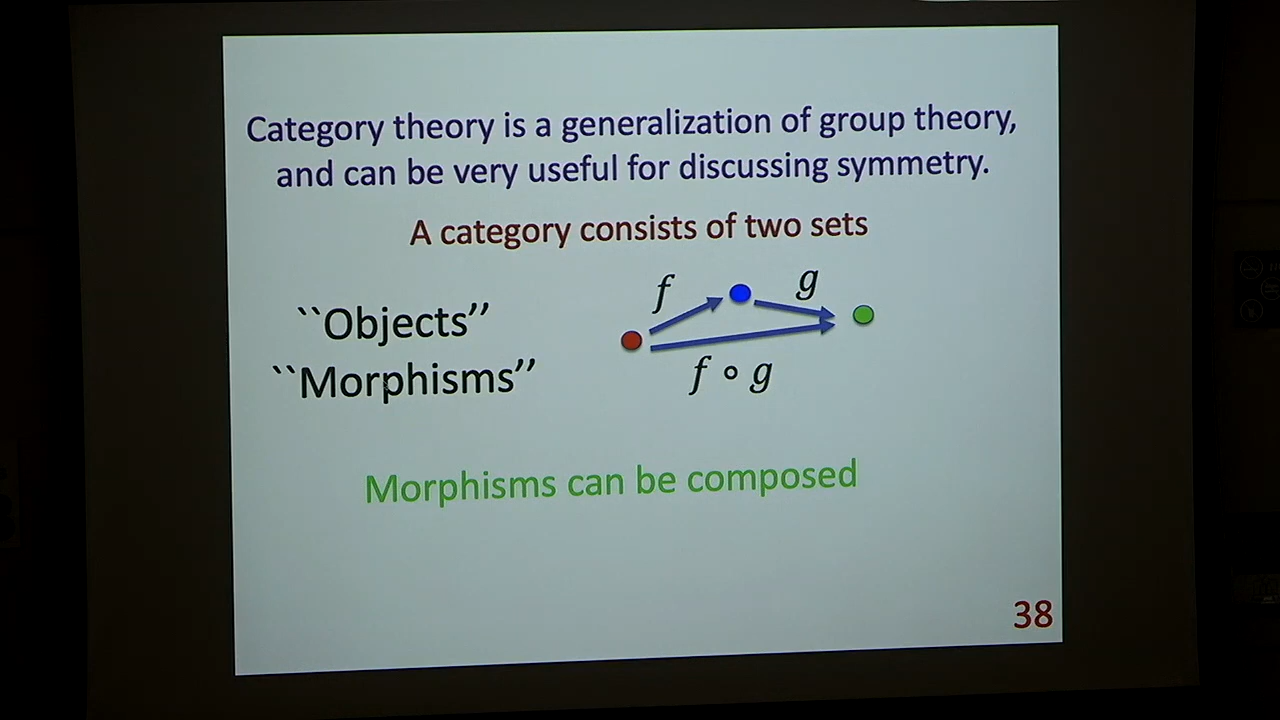 Category theory is a generalization of group theory,
and can be very useful for discussing symmetry.
A category consists of two sets
f
g
``Objects’’
``Morphisms’’
f ∘ g
Morphisms can be composed
38